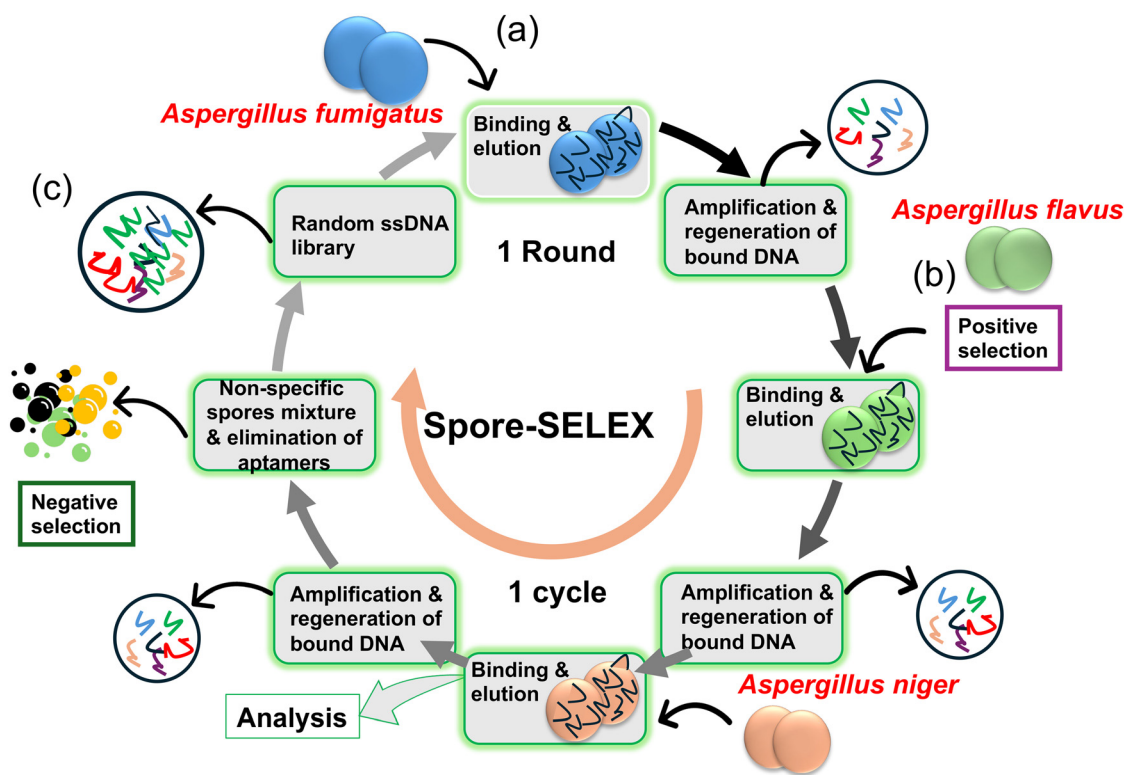 (a)
Aspergillus fumigatus
Binding &
elution
(c)
Random ssDNA
library
1 Round
Amplification &
regeneration of
bound DNA
Aspergillus flavus
(b)
Positive
selection
Non-specific
spores mixture
& elimination of
aptamers
Spore-SELEX
Binding &
elution
Negative
selection
1 cycle
Amplification &
regeneration of
bound DNA
Amplification &
regeneration of
bound DNA
Binding &
elution
Aspergillus niger
Analysis